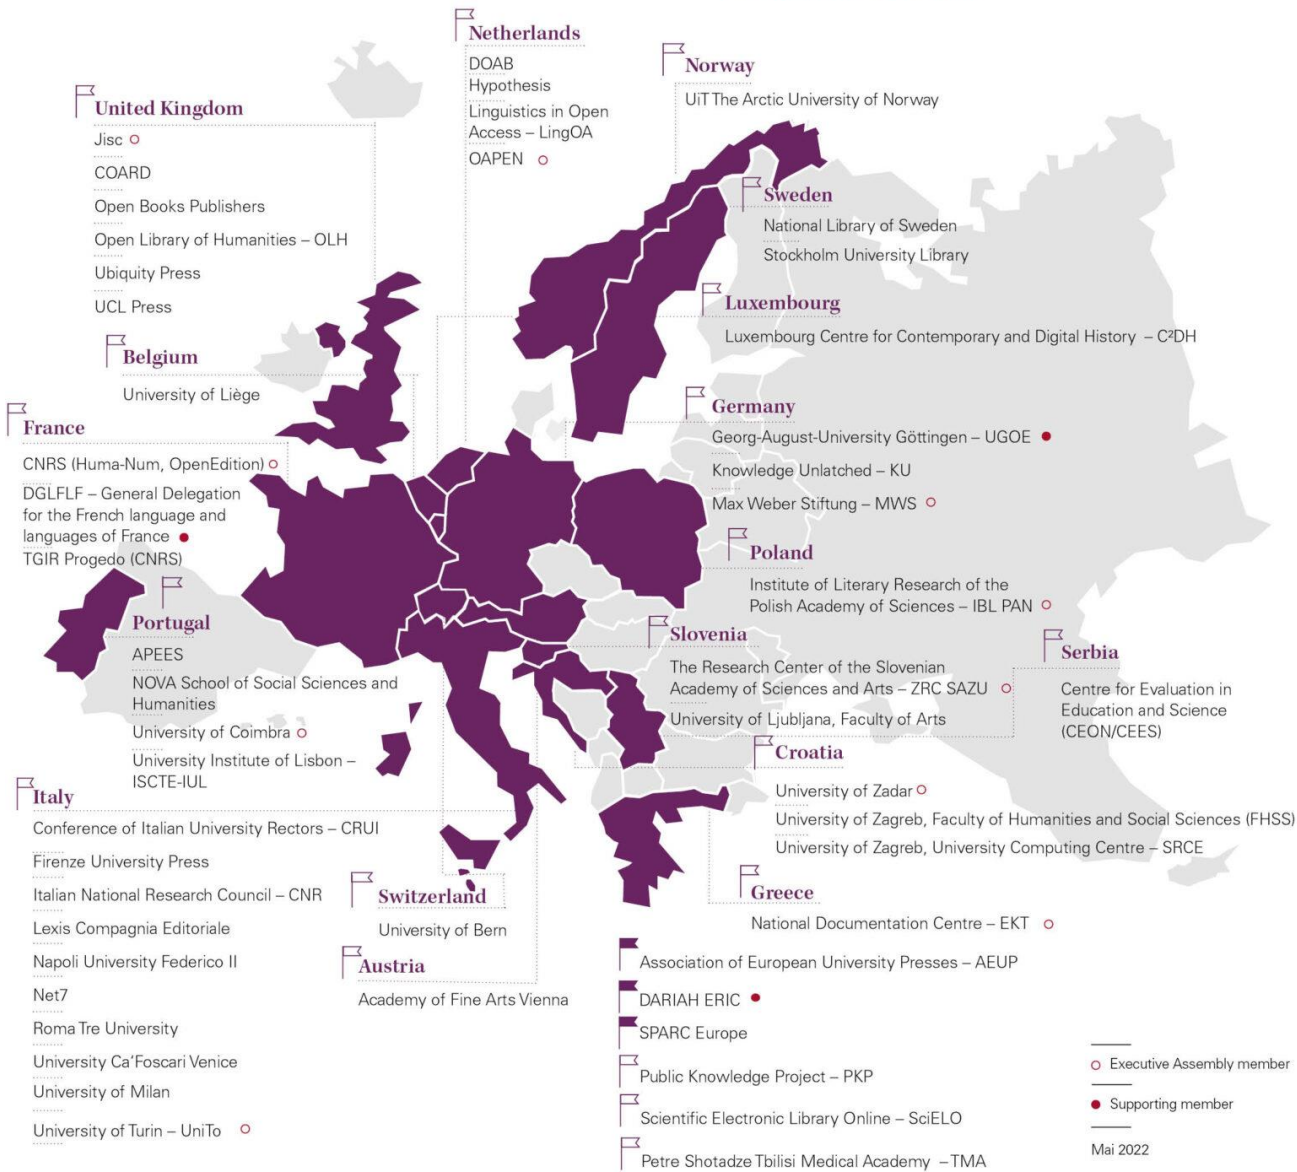 Netherlands
DOAB
Hypothesis
Linguistics in Open
Access – LingOA
OAPEN
Norway
UiT The Arctic University of Norway
United Kingdom
Jisc
COARD
Open Books Publishers
Open Library of Humanities – OLH
Ubiquity Press
UCL Press
Sweden
National Library of Sweden
Stockholm University Library
Luxembourg
Luxembourg Centre for Contemporary and Digital History – C²DH
Belgium
University of Liège
Germany
Georg-August-University Göttingen – UGOE
Knowledge Unlatched – KU
Max Weber Stiftung – MWS
France
CNRS (Huma-Num, OpenEdition)
DGLFLF – General Delegation
for the French language and
languages of France
TGIR Progedo (CNRS)
Poland
Institute of Literary Research of the
Polish Academy of Sciences – IBL PAN
Portugal
APEES
NOVA School of Social Sciences and
Humanities
University of Coimbra
University Institute of Lisbon –
ISCTE-IUL
Slovenia
The Research Center of the Slovenian
Academy of Sciences and Arts – ZRC SAZU
University of Ljubljana, Faculty of Arts
Serbia
Centre for Evaluation in
Education and Science
(CEON/CEES)
Croatia
University of Zadar
University of Zagreb, Faculty of Humanities and Social Sciences (FHSS)
University of Zagreb, University Computing Centre – SRCE
Italy
Conference of Italian University Rectors – CRUI
Firenze University Press
Italian National Research Council – CNR
Lexis Compagnia Editoriale
Napoli University Federico II
Net7
Roma Tre University
University Ca‘Foscari Venice
University of Milan
University of Turin – UniTo
Switzerland
University of Bern
Austria
Academy of Fine Arts Vienna
Greece
National Documentation Centre – EKT
Association of European University Presses – AEUP
DARIAH ERIC
SPARC Europe
Public Knowledge Project – PKP
Scientific Electronic Library Online – SciELO
Petre Shotadze Tbilisi Medical Academy – TMA
Executive Assembly member
Supporting member
Mai 2022